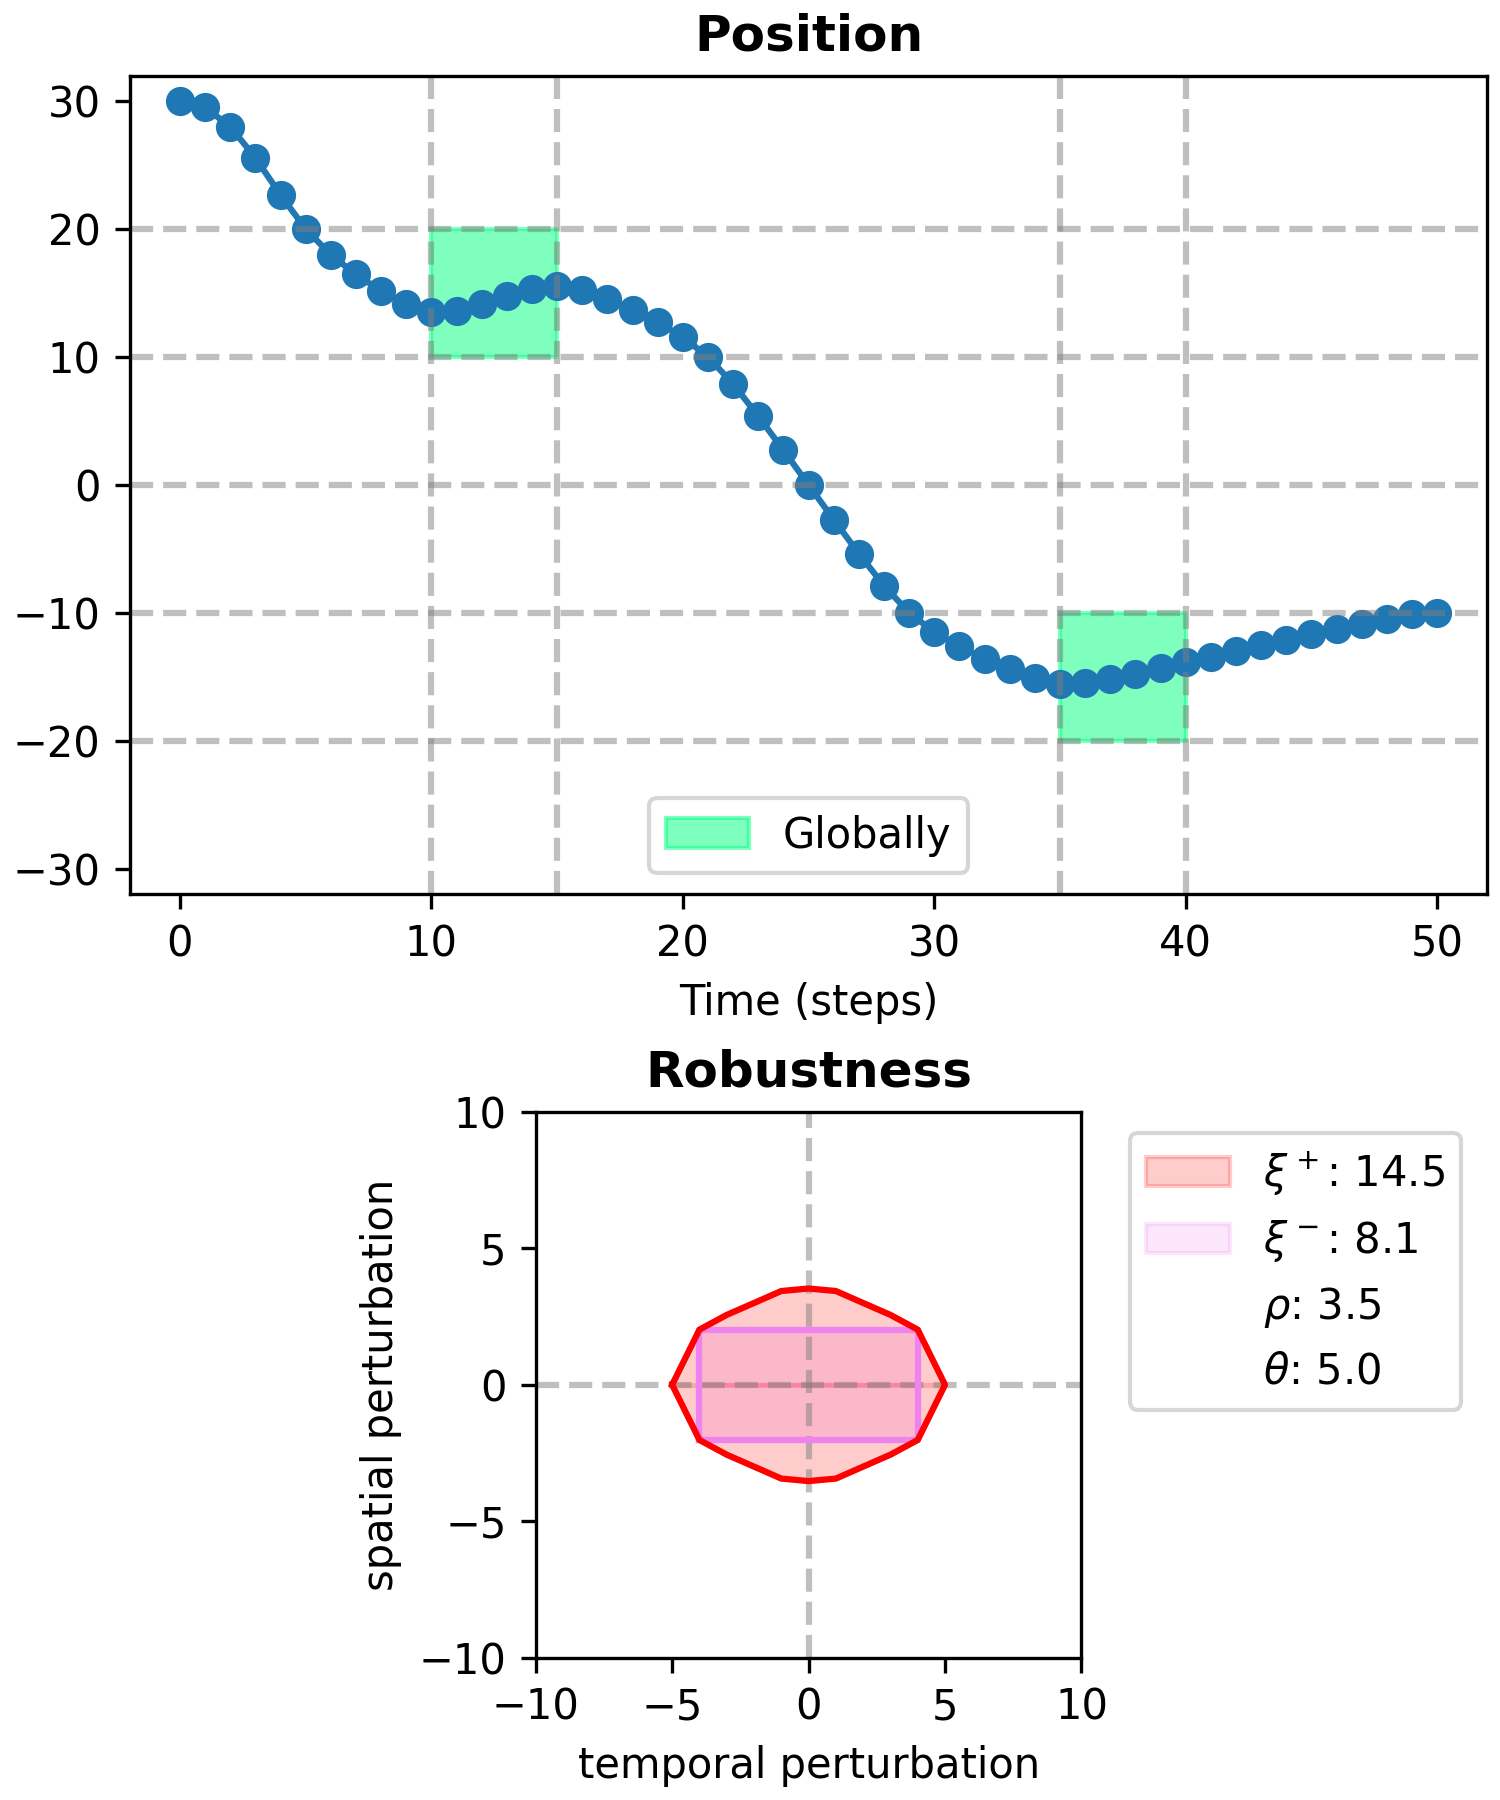 Position
30
20
10
0
−10
−20
−30
Globally
0 10 20 30 40 50
Time (steps)
Robustness
10
5
0
−5
−10
spatial perturbation
−10 −5 0 5 10
temporal perturbation
ξ⁺: 14.5
ξ⁻: 8.1
ρ: 3.5
θ: 5.0